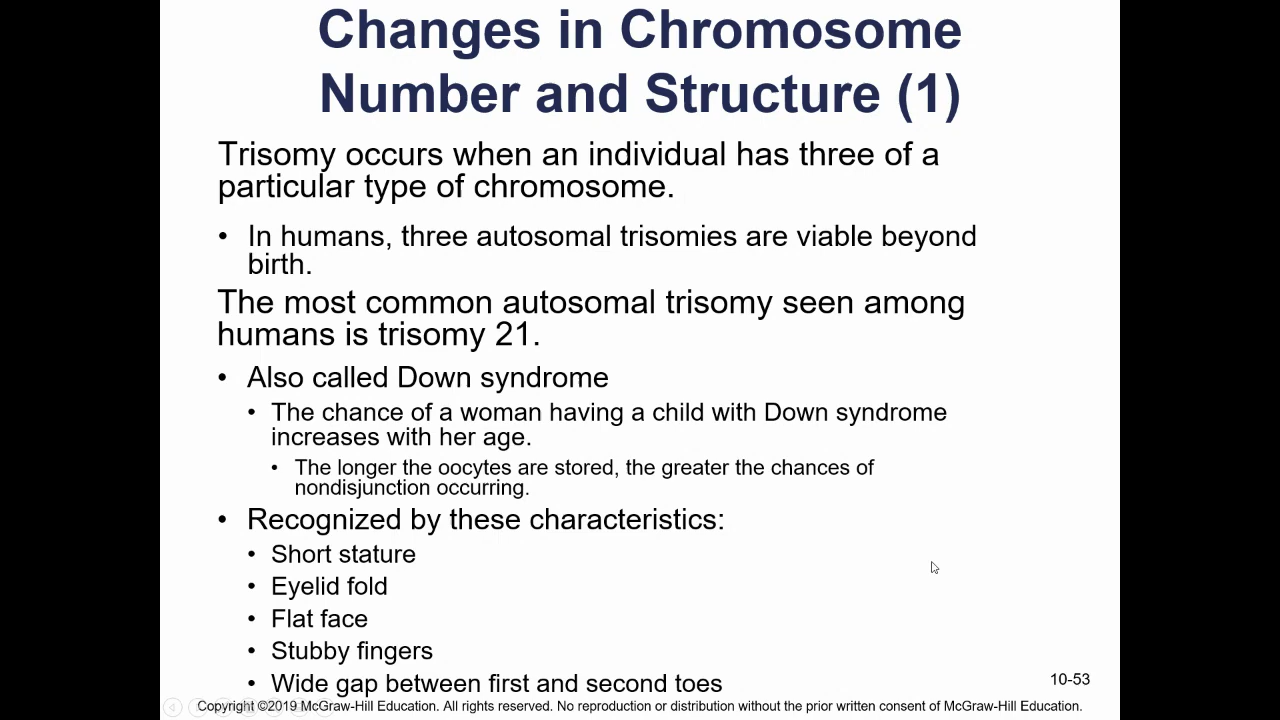 Changes in Chromosome
Number and Structure (1)
Trisomy occurs when an individual has three of a
particular type of chromosome.
• In humans, three autosomal trisomies are viable beyond
birth.
The most common autosomal trisomy seen among
humans is trisomy 21.
• Also called Down syndrome
• The chance of a woman having a child with Down syndrome
increases with her age.
• The longer the oocytes are stored, the greater the chances of
nondisjunction occurring.
• Recognized by these characteristics:
• Short stature
• Eyelid fold
• Flat face
• Stubby fingers
• Wide gap between first and second toes
10-53
Copyright ©2019 McGraw-Hill Education. All rights reserved. No reproduction or distribution without the prior written consent of McGraw-Hill Education.